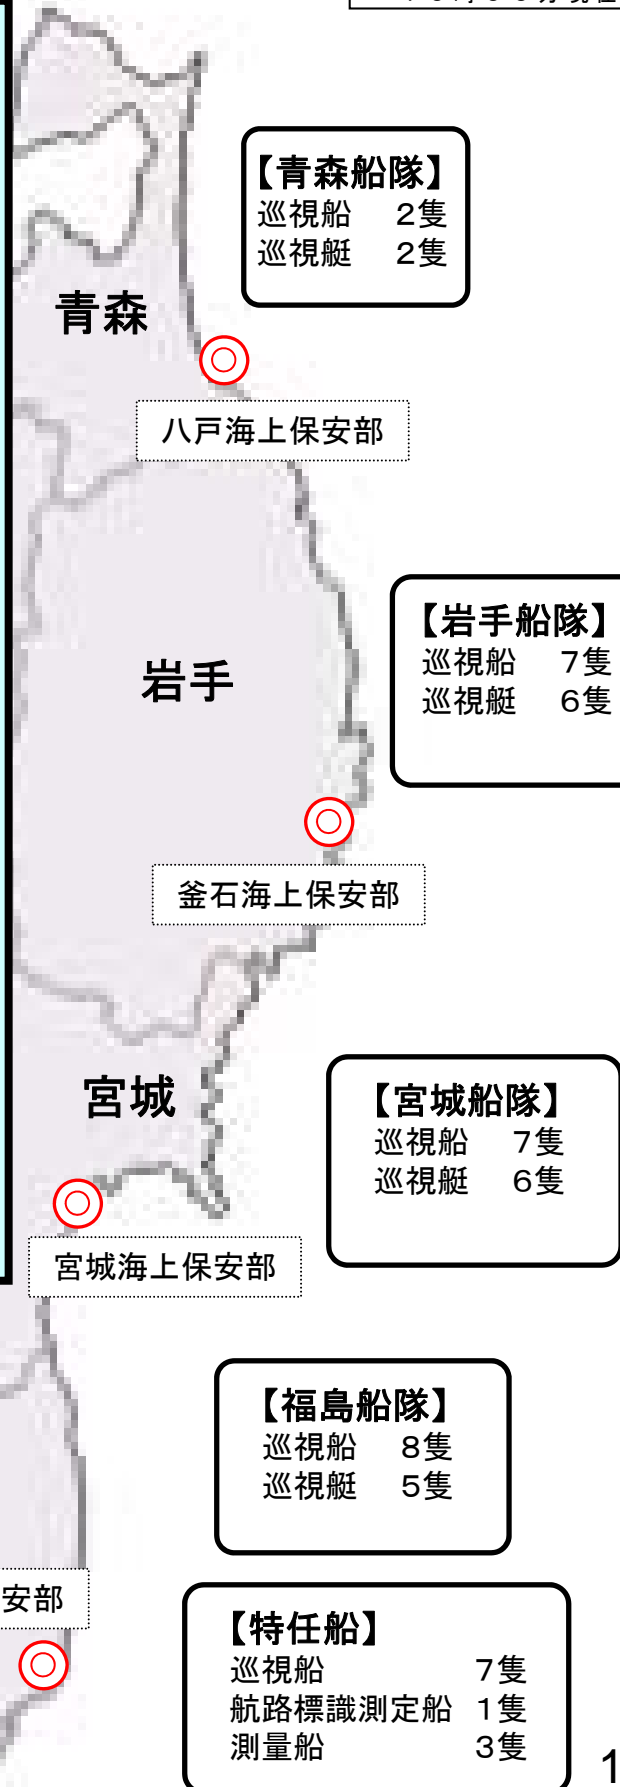 【青森船隊】
巡視船　２隻
巡視艇　２隻
青森
八戸海上保安部
【岩手船隊】
巡視船　７隻
巡視艇　６隻
岩手
釜石海上保安部
【宮城船隊】
巡視船　７隻
巡視艇　６隻
宮城
宮城海上保安部
【福島船隊】
巡視船　８隻
巡視艇　５隻
安部
【特任船】
巡視船　７隻
航路標識測定船　１隻
測量船　３隻
1